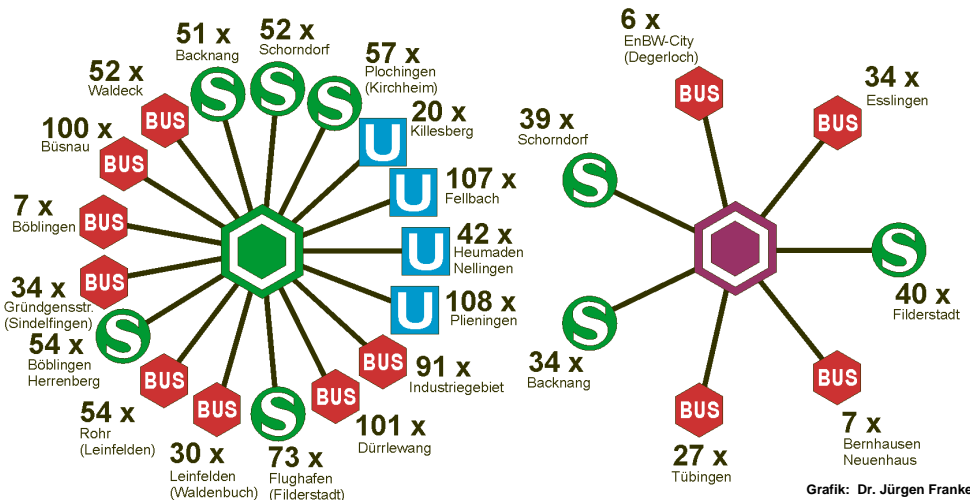 51 x
Backnang
S
52 x
Schorndorf
S
57 x
Plochingen
(Kirchheim)
S
20 x
Killesberg
U
107 x
Fellbach
U
42 x
Heumaden
Nellingen
U
108 x
Plieningen
U
91 x
Industriegebiet
BUS
101 x
Dürrlewang
BUS
73 x
Flughafen
(Filderstadt)
S
30 x
Leinfelden
(Waldenbuch)
BUS
54 x
Rohr
(Leinfelden)
BUS
54 x
Böblingen
Herrenberg
S
34 x
Gründgensstr.
(Sindelfingen)
BUS
7 x
Böblingen
BUS
100 x
Büsnau
BUS
52 x
Waldeck
BUS
6 x
EnBW-City
(Degerloch)
BUS
34 x
Esslingen
BUS
39 x
Schorndorf
S
40 x
Filderstadt
S
34 x
Backnang
S
7 x
Bernhausen
Neuenhaus
BUS
27 x
Tübingen
BUS
Grafik: Dr. Jürgen Franke